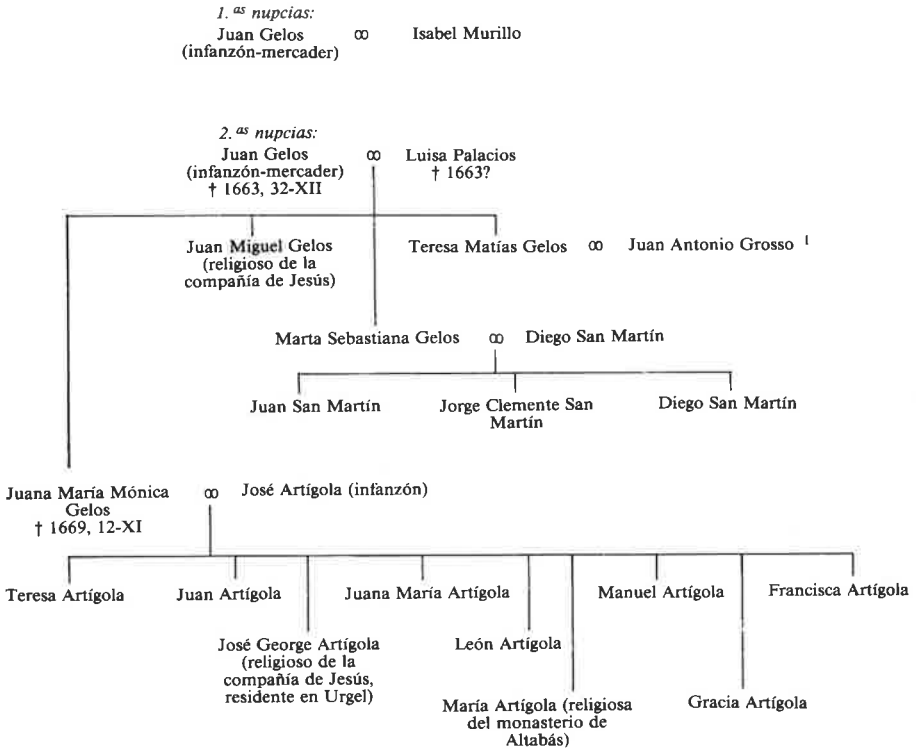 1.as nupcias:
Juan Gelos ꝏ Isabel Murillo
(infanzón-mercader)
2.as nupcias:
Juan Gelos ꝏ Luisa Palacios
(infanzón-mercader) † 1663?
† 1663, 32-XII
Juan Miguel Gelos
(religioso de la
compañía de Jesús)
Teresa Matías Gelos ꝏ Juan Antonio Grosso 1
Marta Sebastiana Gelos ꝏ Diego San Martín
Juan San Martín
Jorge Clemente San
Martín
Diego San Martín
Juana María Mónica ꝏ José Artígola (infanzón)
Gelos
† 1669, 12-XI
Teresa Artígola
Juan Artígola
Juana María Artígola
Manuel Artígola
Francisca Artígola
José George Artígola
(religioso de la
compañía de Jesús,
residente en Urgel)
León Artígola
María Artígola (religiosa
del monasterio de
Altabás)
Gracia Artígola